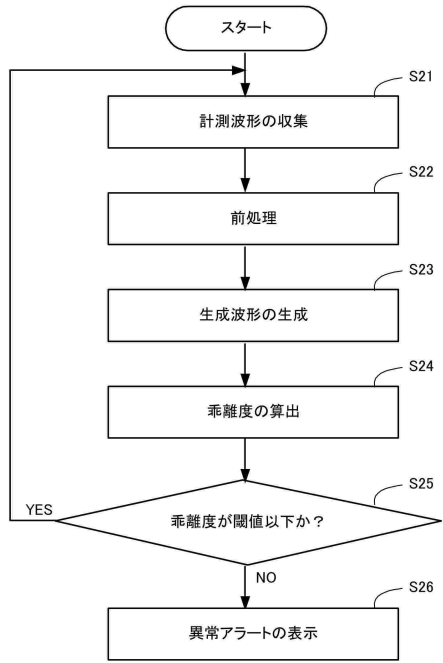 スタート
S21
計測波形の収集
S22
前処理
S23
生成波形の生成
S24
乖離度の算出
S25
乖離度が閾値以下か？
YES
NO
S26
異常アラートの表示